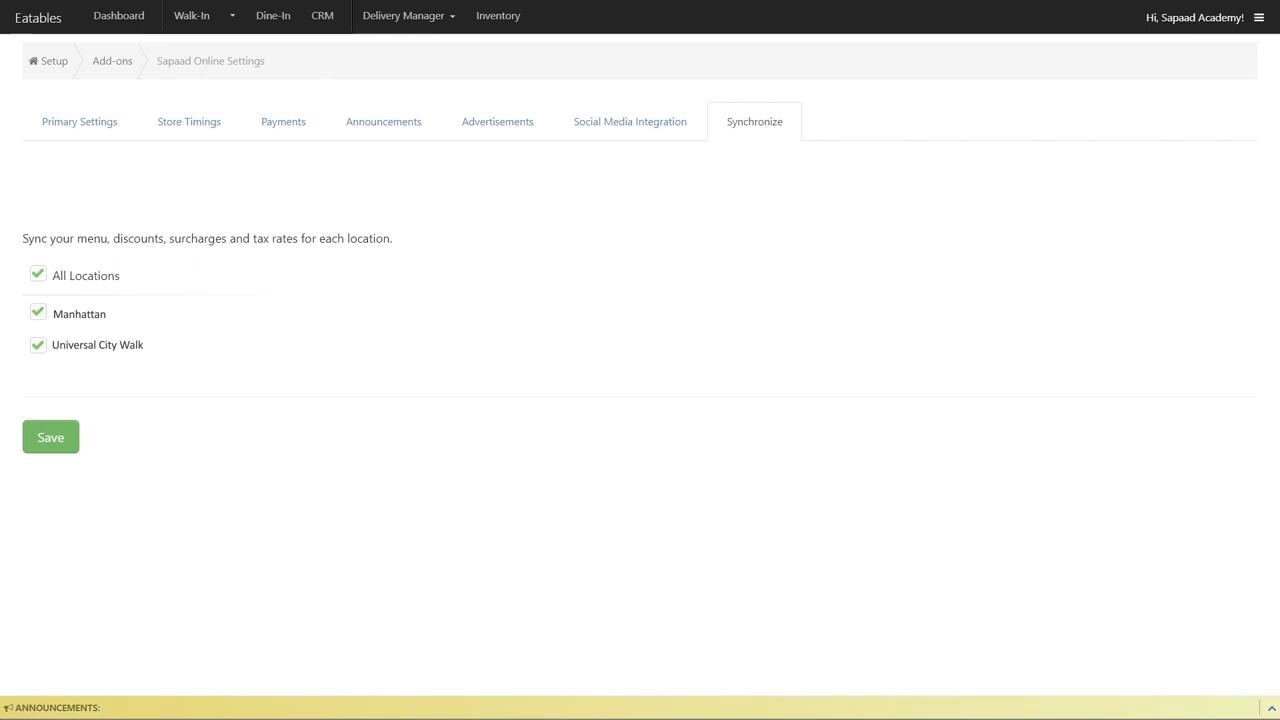 Eatables Dashboard Walk-In Dine-In CRM Delivery Manager Inventory Hi, Sapaad Academy!
Setup Add-ons Sapaad Online Settings
Primary Settings Store Timings Payments Announcements Advertisements Social Media Integration Synchronize
Sync your menu, discounts, surcharges and tax rates for each location.
All Locations
Manhattan
Universal City Walk
Save
ANNOUNCEMENTS: